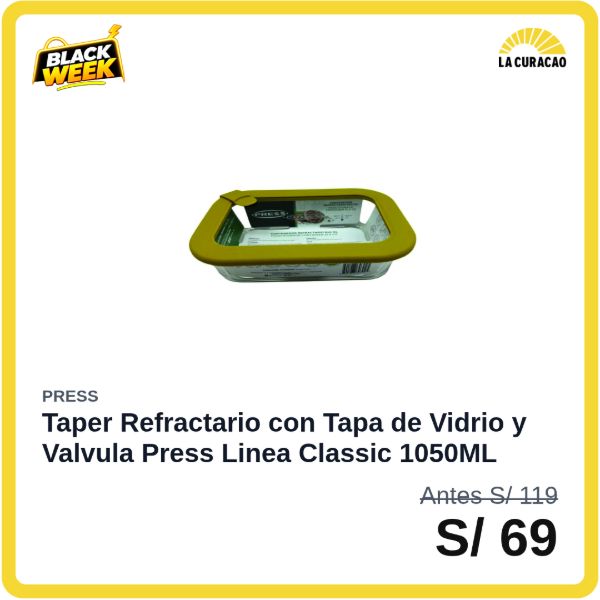 BLACK
WEEK
LA CURACAO
PRESS
PRESS
Taper Refractario con Tapa de Vidrio y
Valvula Press Linea Classic 1050ML
Antes S/ 119
S/ 69